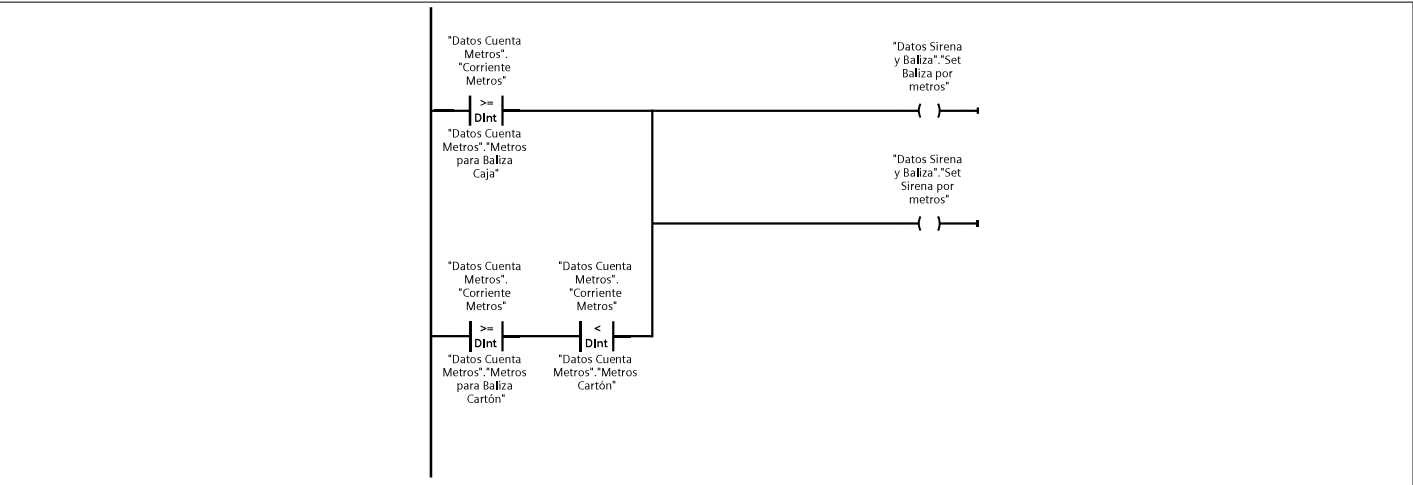 "Datos Cuenta
Metros".
"Corriente
Metros"
>=
DInt
"Datos Cuenta
Metros"."Metros
para Baliza
Caja"
"Datos Sirena
y Baliza"."Set
Baliza por
metros"
( )
"Datos Sirena
y Baliza"."Set
Sirena por
metros"
( )
"Datos Cuenta
Metros".
"Corriente
Metros"
>=
DInt
"Datos Cuenta
Metros"."Metros
para Baliza
Cartón"
"Datos Cuenta
Metros".
"Corriente
Metros"
<
DInt
"Datos Cuenta
Metros"."Metros
Cartón"